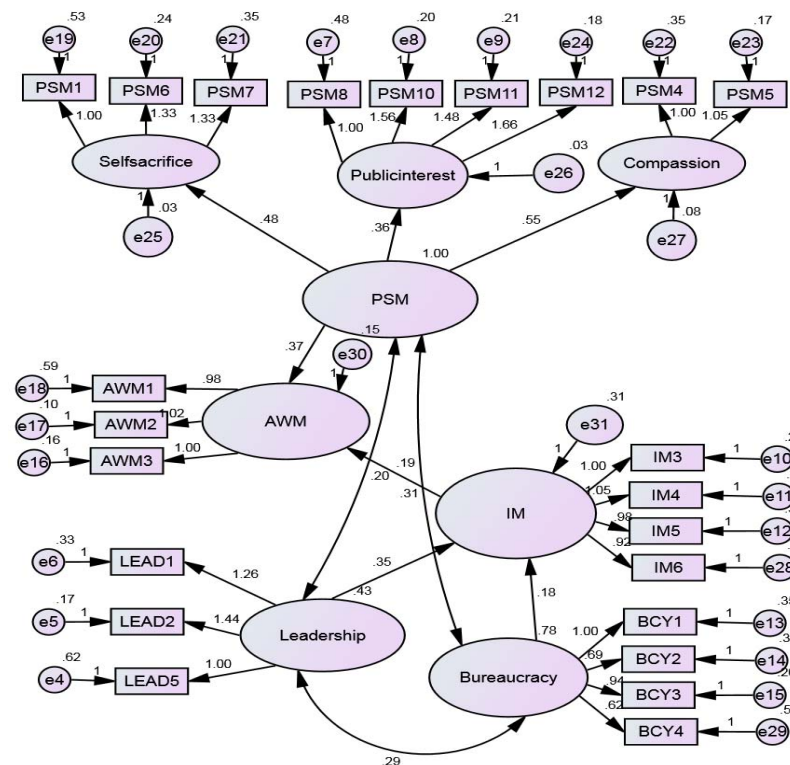 .53 .24 .35 .48 .20 .21 .18 .35 .17
e19 e20 e21 e7 e8 e9 e24 e22 e23
1 1 1 1 1 1 1 1 1
PSM1 PSM6 PSM7 PSM8 PSM10 PSM11 PSM12 PSM4 PSM5
1.00 1.33 1.33 1.00 1.56 1.48 1.66 1.00 1.05
Selfsacrifice Publicinterest Compassion
.03
1 e26
1 1
.03 .08
e25 e27
.48 .36 .55
1.00
PSM
.15
.37 e30
.59 1
e18 1 AWM1 .98
.10
e17 1 AWM2 1.02 AWM
.16
e16 1 AWM3 1.00
.31
e31
.19 1
.20 .31
1.00 IM3 1 e10
IM 1.05 IM4 1 e11
.98 IM5 1 e12
.92 IM6 1 e28
.33
e6 1 LEAD1 1.26 .35
.43
.17 .18
e5 1 LEAD2 1.44 Leadership
.62
e4 1 LEAD5 1.00
.78 .35
1.00 BCY1 1 e13
Bureaucracy .69 BCY2 1 e14
.94 BCY3 1 e15
.62 BCY4 1 e29
.29